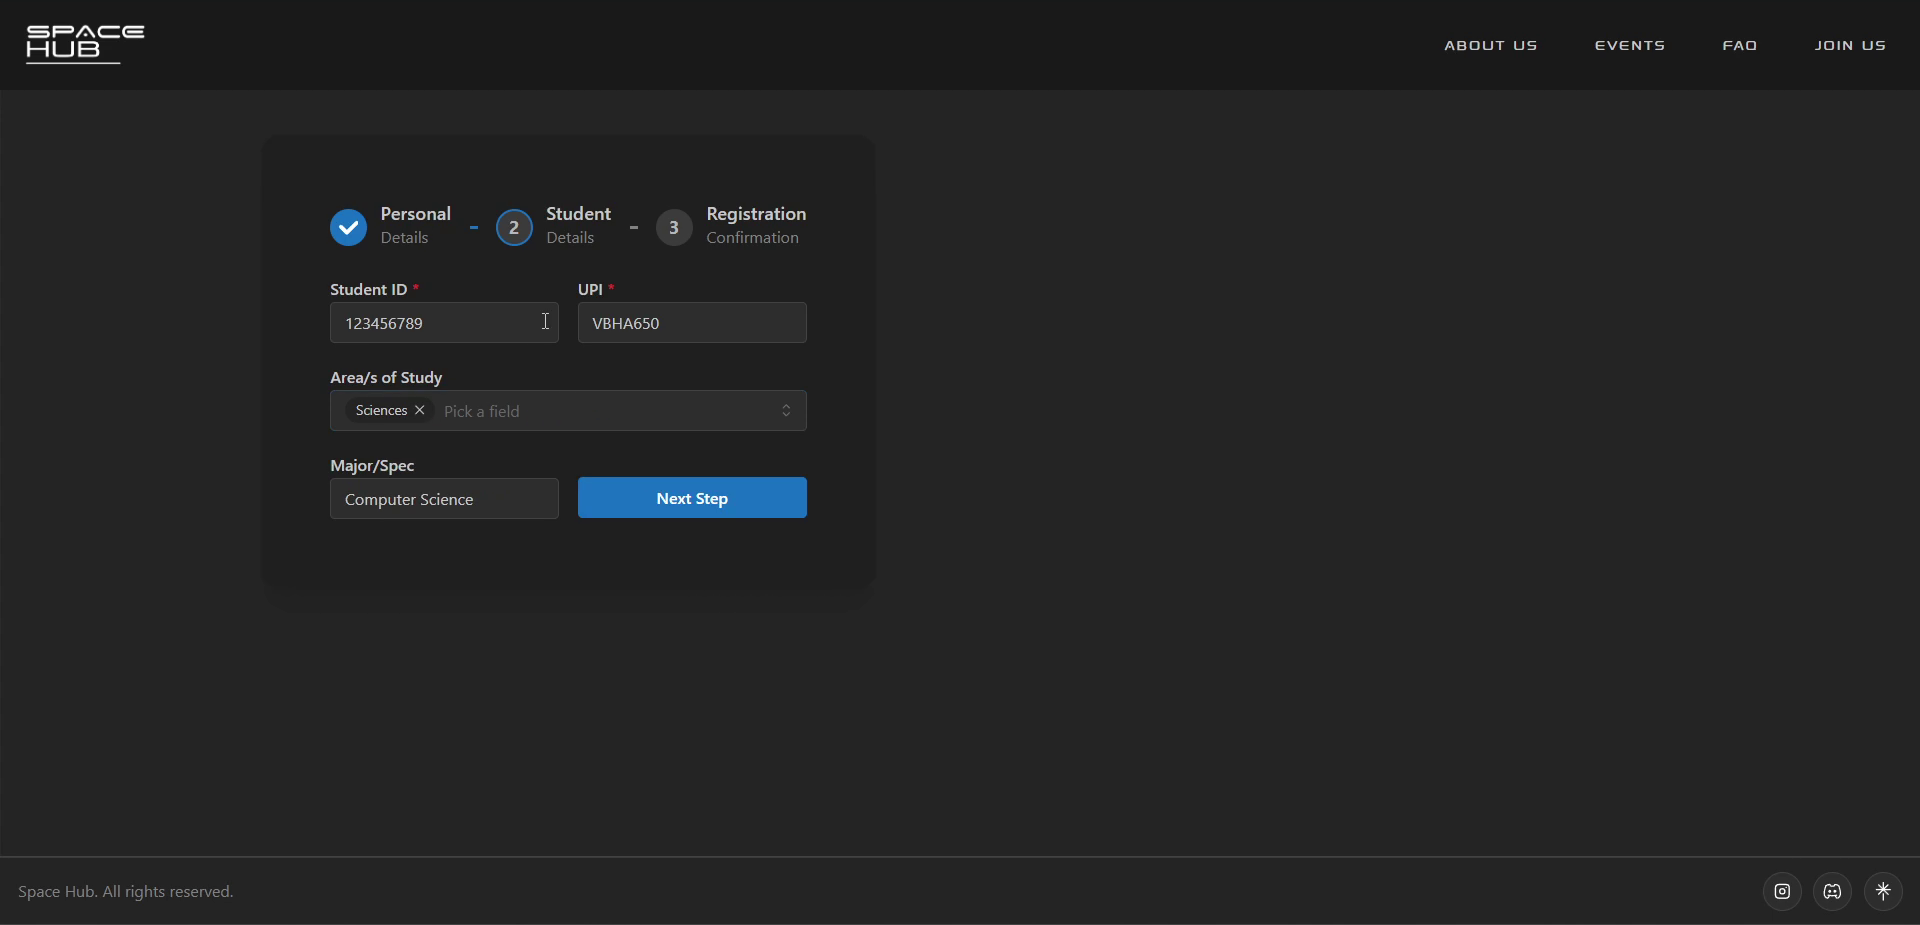 SPACE
HUB
ABOUT US
EVENTS
FAQ
JOIN US
Personal
Details
2
Student
Details
3
Registration
Confirmation
Student ID *
UPI *
123456789
VBHA650
Area/s of Study
Sciences
Pick a field
Major/Spec
Computer Science
Next Step
Space Hub. All rights reserved.